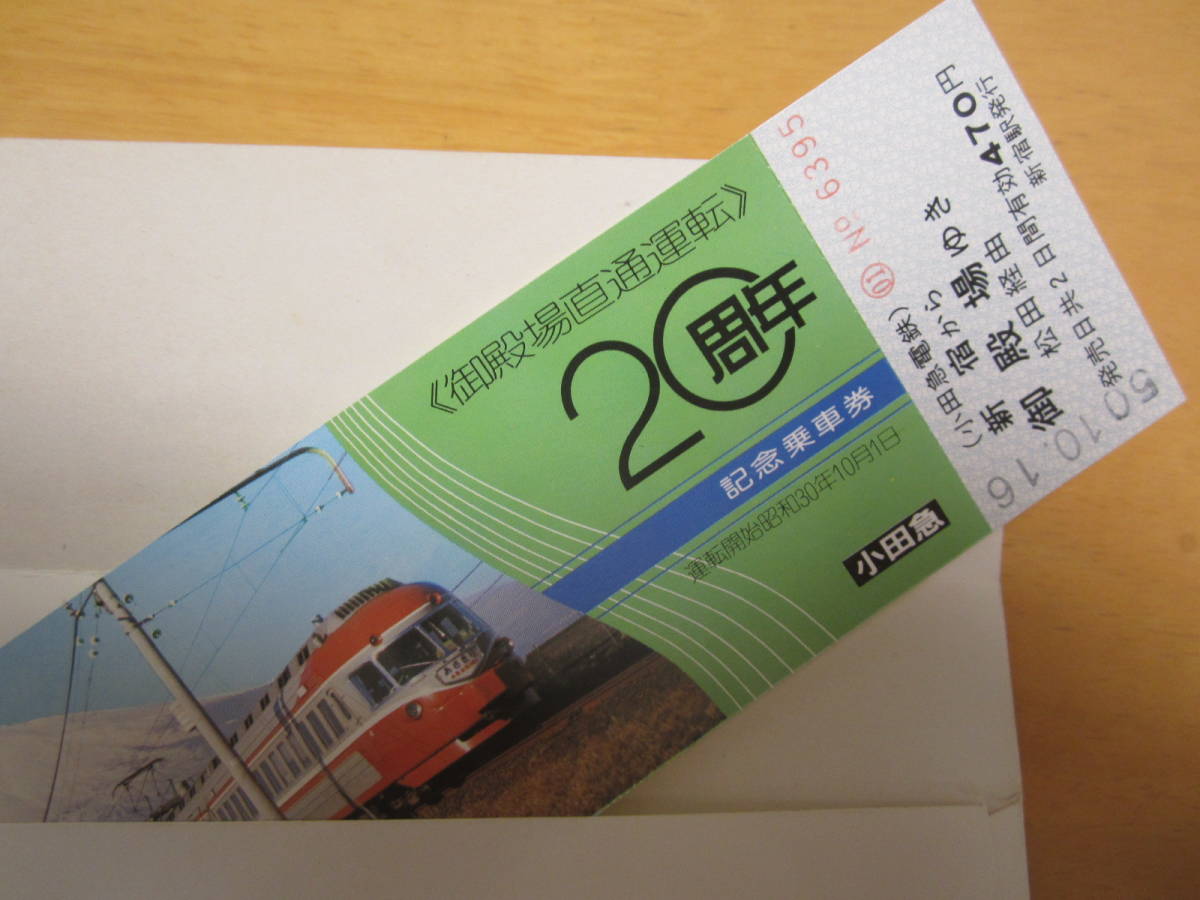 《御殿場直通運転》
20周年
記念乗車券
運転開始昭和30年10月1日
小田急
㉑ No. 6395
(小田急電鉄)
新宿から
御殿場ゆき
松田経由
発売日共2日間有効470円
新宿駅発行
50.10.16